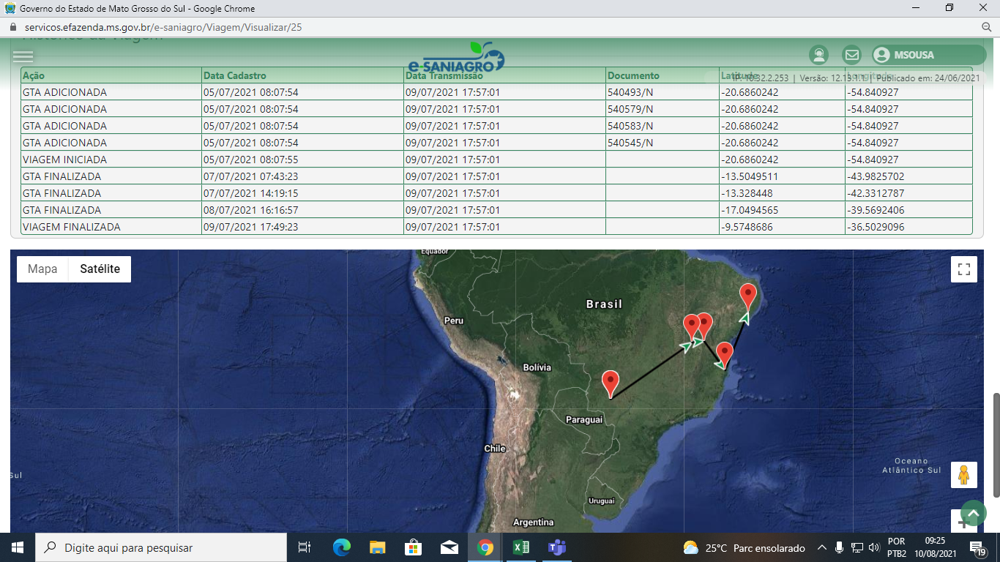 Governo do Estado de Mato Grosso do Sul - Google Chrome
servicos.efazenda.ms.gov.br/e-saniagro/Viagem/Visualizar/25
Histórico da Viagem
e-SANIAGRO
MSOUSA
IP: 10.32.2.253 | Versão: 12.13.1.1 | Publicado em: 24/06/2021
Ação Data Cadastro Data Transmissão Documento Latitude Longitude
GTA ADICIONADA 05/07/2021 08:07:54 09/07/2021 17:57:01 540493/N -20.6860242 -54.840927
GTA ADICIONADA 05/07/2021 08:07:54 09/07/2021 17:57:01 540579/N -20.6860242 -54.840927
GTA ADICIONADA 05/07/2021 08:07:54 09/07/2021 17:57:01 540583/N -20.6860242 -54.840927
GTA ADICIONADA 05/07/2021 08:07:54 09/07/2021 17:57:01 540545/N -20.6860242 -54.840927
VIAGEM INICIADA 05/07/2021 08:07:55 09/07/2021 17:57:01 -20.6860242 -54.840927
GTA FINALIZADA 07/07/2021 07:43:23 09/07/2021 17:57:01 -13.5049511 -43.9825702
GTA FINALIZADA 07/07/2021 14:19:15 09/07/2021 17:57:01 -13.328448 -42.3312787
GTA FINALIZADA 08/07/2021 16:16:57 09/07/2021 17:57:01 -17.0494565 -39.5692406
VIAGEM FINALIZADA 09/07/2021 17:49:23 09/07/2021 17:57:01 -9.5748686 -36.5029096
Mapa Satélite
Equador
Brasil
Peru
Bolívia
Paraguai
Chile
Oceano
Atlântico Sul
Sul
Uruguai
Argentina
Digite aqui para pesquisar
25°C Parc ensolarado
POR
PTB2
09:25
10/08/2021
19